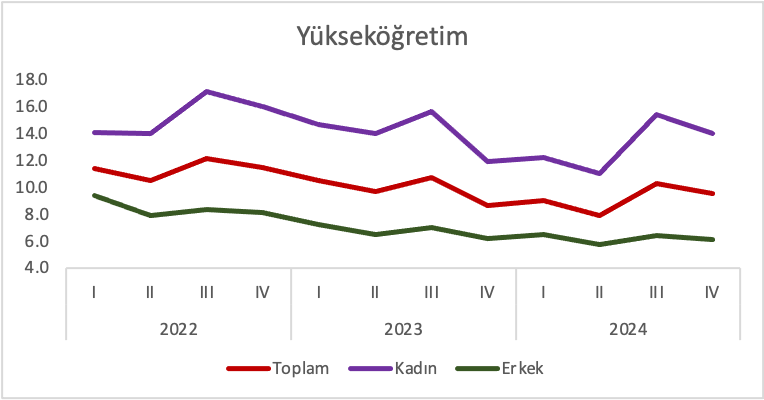 Yükseköğretim
18.0
16.0
14.0
12.0
10.0
8.0
6.0
4.0
I II III IV I II III IV I II III IV
2022 2023 2024
Toplam Kadın Erkek